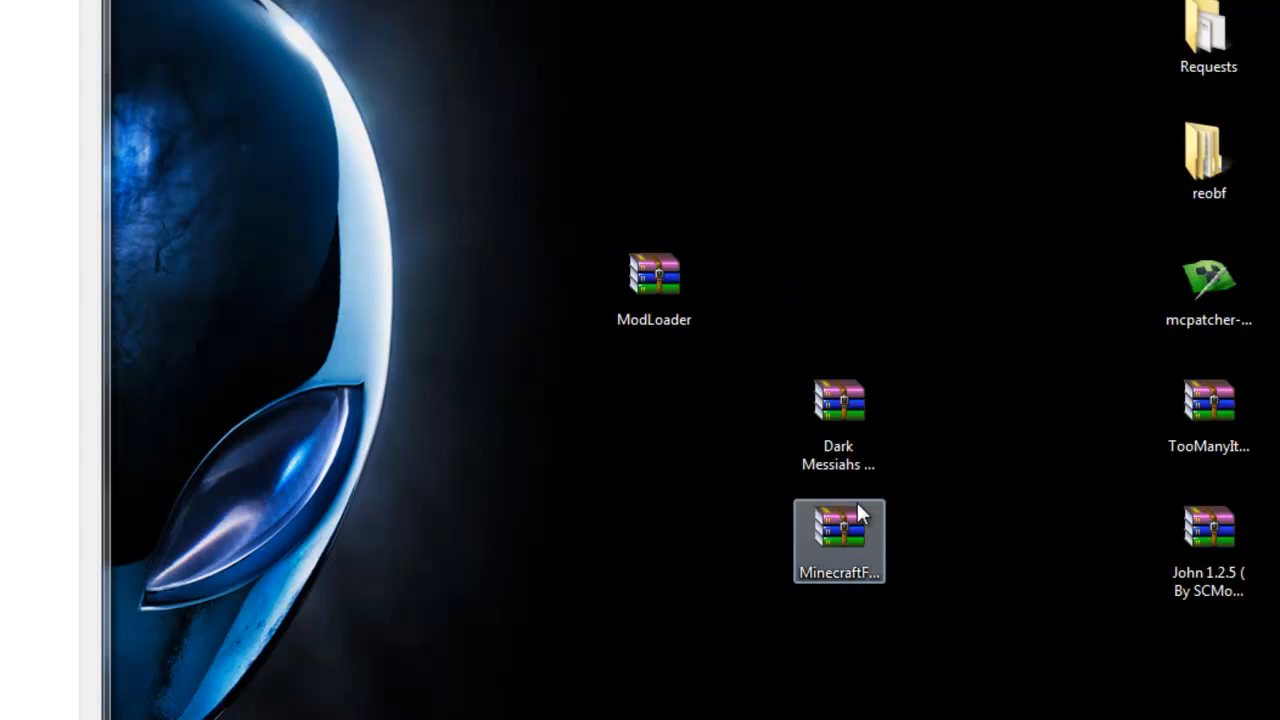 Requests
reobf
ModLoader
mcpatcher-...
Dark
Messiahs ...
TooManyIt...
MinecraftF...
John 1.2.5 (
By SCMo...